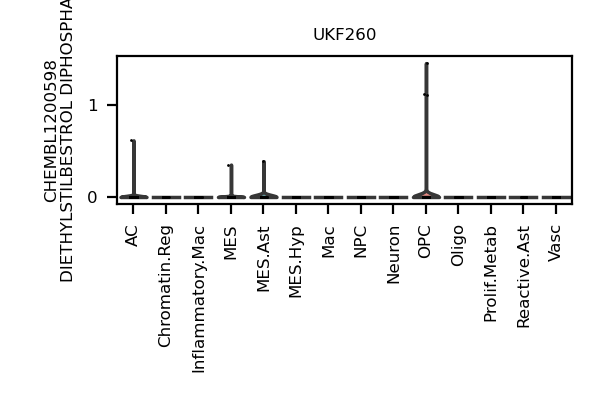 UKF260
CHEMBL1200598
DIETHYLSTILBESTROL DIPHOSPHA
1
0
AC
Chromatin.Reg
Inflammatory.Mac
MES
MES.Ast
MES.Hyp
Mac
NPC
Neuron
OPC
Oligo
Prolif.Metab
Reactive.Ast
Vasc